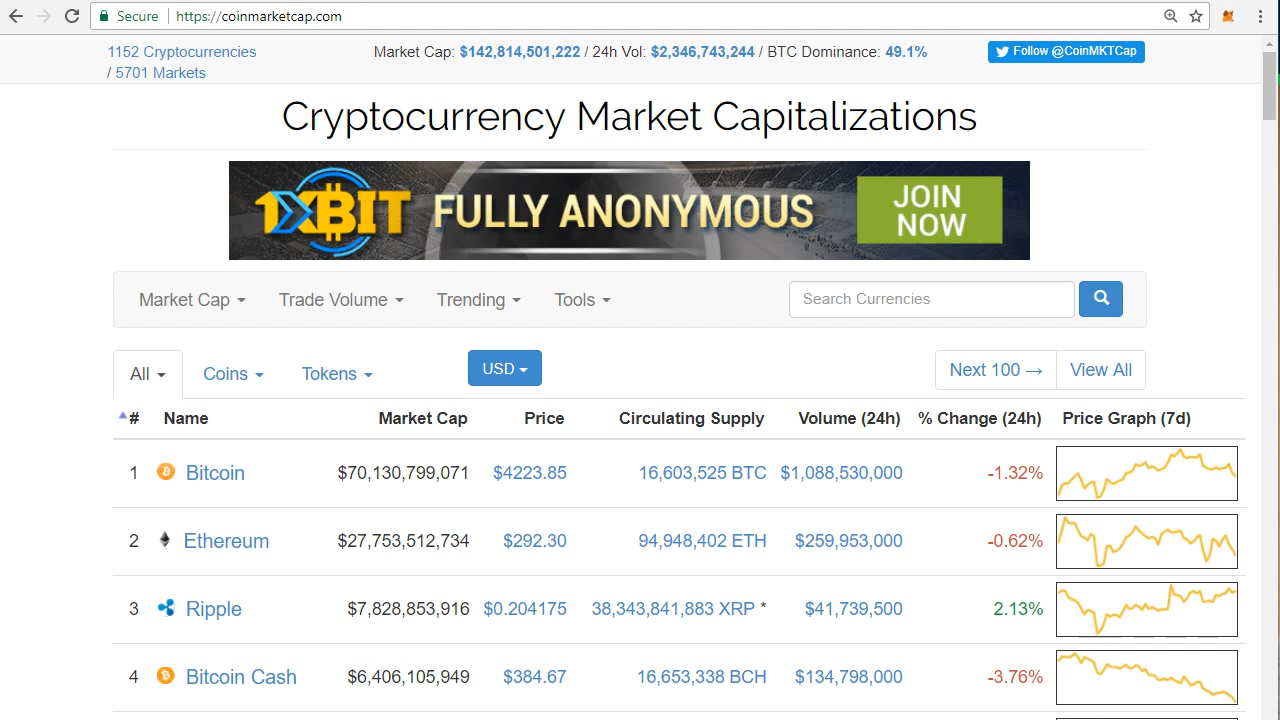 Secure | https://coinmarketcap.com
1152 Cryptocurrencies
/ 5701 Markets
Market Cap: $142,814,501,222 / 24h Vol: $2,346,743,244 / BTC Dominance: 49.1%
Follow @CoinMKTCap
Cryptocurrency Market Capitalizations
1XBIT FULLY ANONYMOUS
JOIN
NOW
Market Cap Trade Volume Trending Tools Search Currencies
All Coins Tokens USD Next 100 → View All
# Name Market Cap Price Circulating Supply Volume (24h) % Change (24h) Price Graph (7d)
1 Bitcoin $70,130,799,071 $4223.85 16,603,525 BTC $1,088,530,000 -1.32%
2 Ethereum $27,753,512,734 $292.30 94,948,402 ETH $259,953,000 -0.62%
3 Ripple $7,828,853,916 $0.204175 38,343,841,883 XRP * $41,739,500 2.13%
4 Bitcoin Cash $6,406,105,949 $384.67 16,653,338 BCH $134,798,000 -3.76%